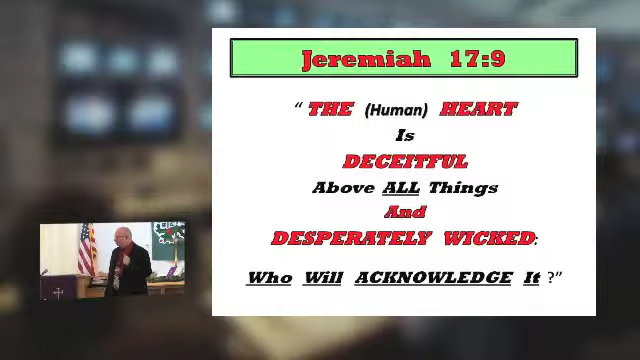 Jeremiah 17:9
“ THE (Human) HEART
Is
DECEITFUL
Above ALL Things
And
DESPERATELY WICKED:
Who Will ACKNOWLEDGE It ?”